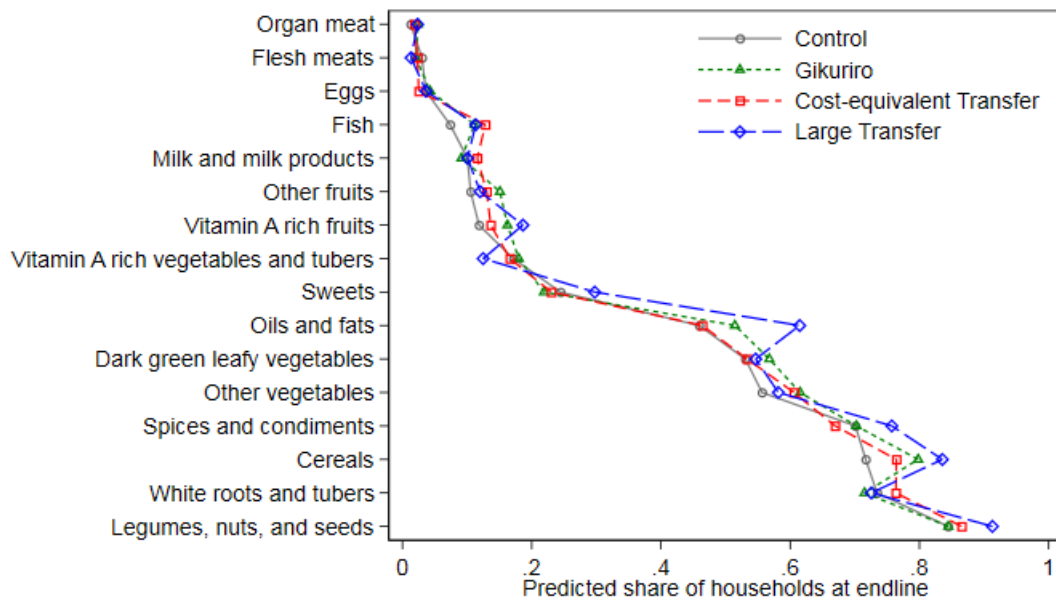 Organ meat
Flesh meats
Eggs
Fish
Milk and milk products
Other fruits
Vitamin A rich fruits
Vitamin A rich vegetables and tubers
Sweets
Oils and fats
Dark green leafy vegetables
Other vegetables
Spices and condiments
Cereals
White roots and tubers
Legumes, nuts, and seeds
Control
Gikuriro
Cost-equivalent Transfer
Large Transfer
0 .2 .4 .6 .8 1
Predicted share of households at endline